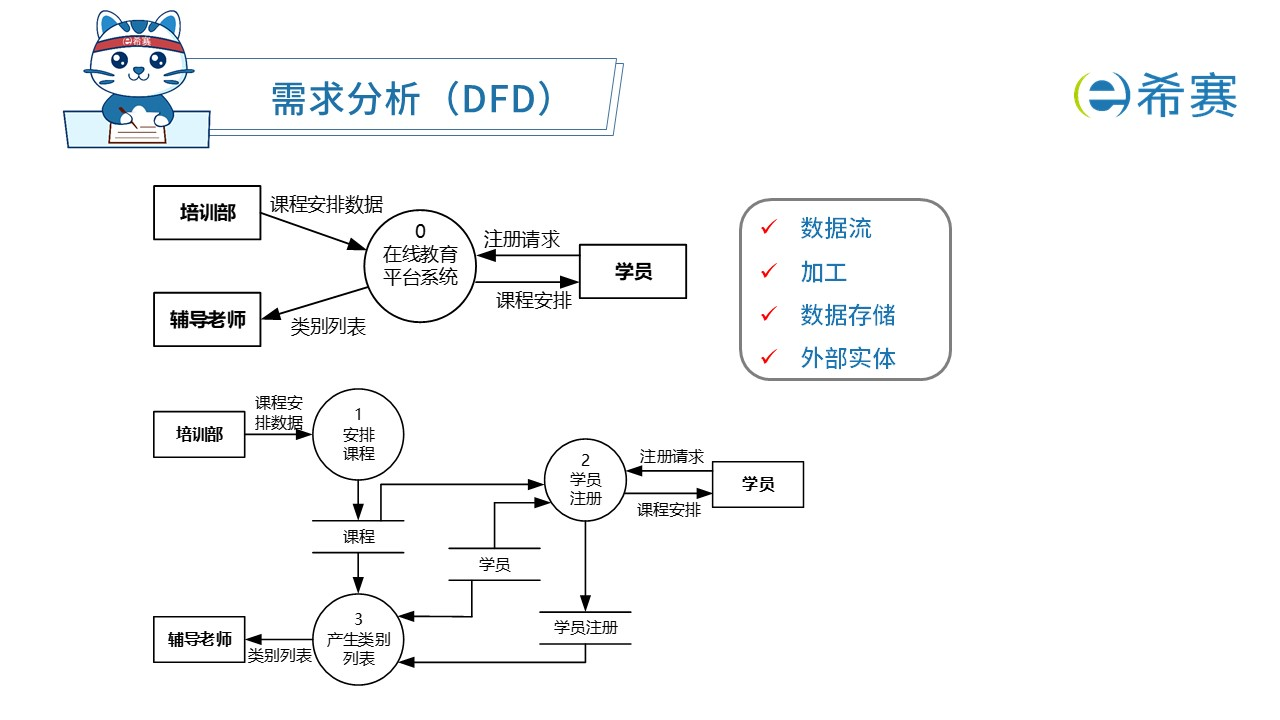 希赛
需求分析（DFD）
希赛
培训部
课程安排数据
0
在线教育
平台系统
注册请求
学员
课程安排
辅导老师
类别列表
数据流
加工
数据存储
外部实体
培训部
课程安
排数据
1
安排
课程
2
学员
注册
注册请求
学员
课程安排
课程
学员
学员注册
3
产生类别
列表
辅导老师
类别列表